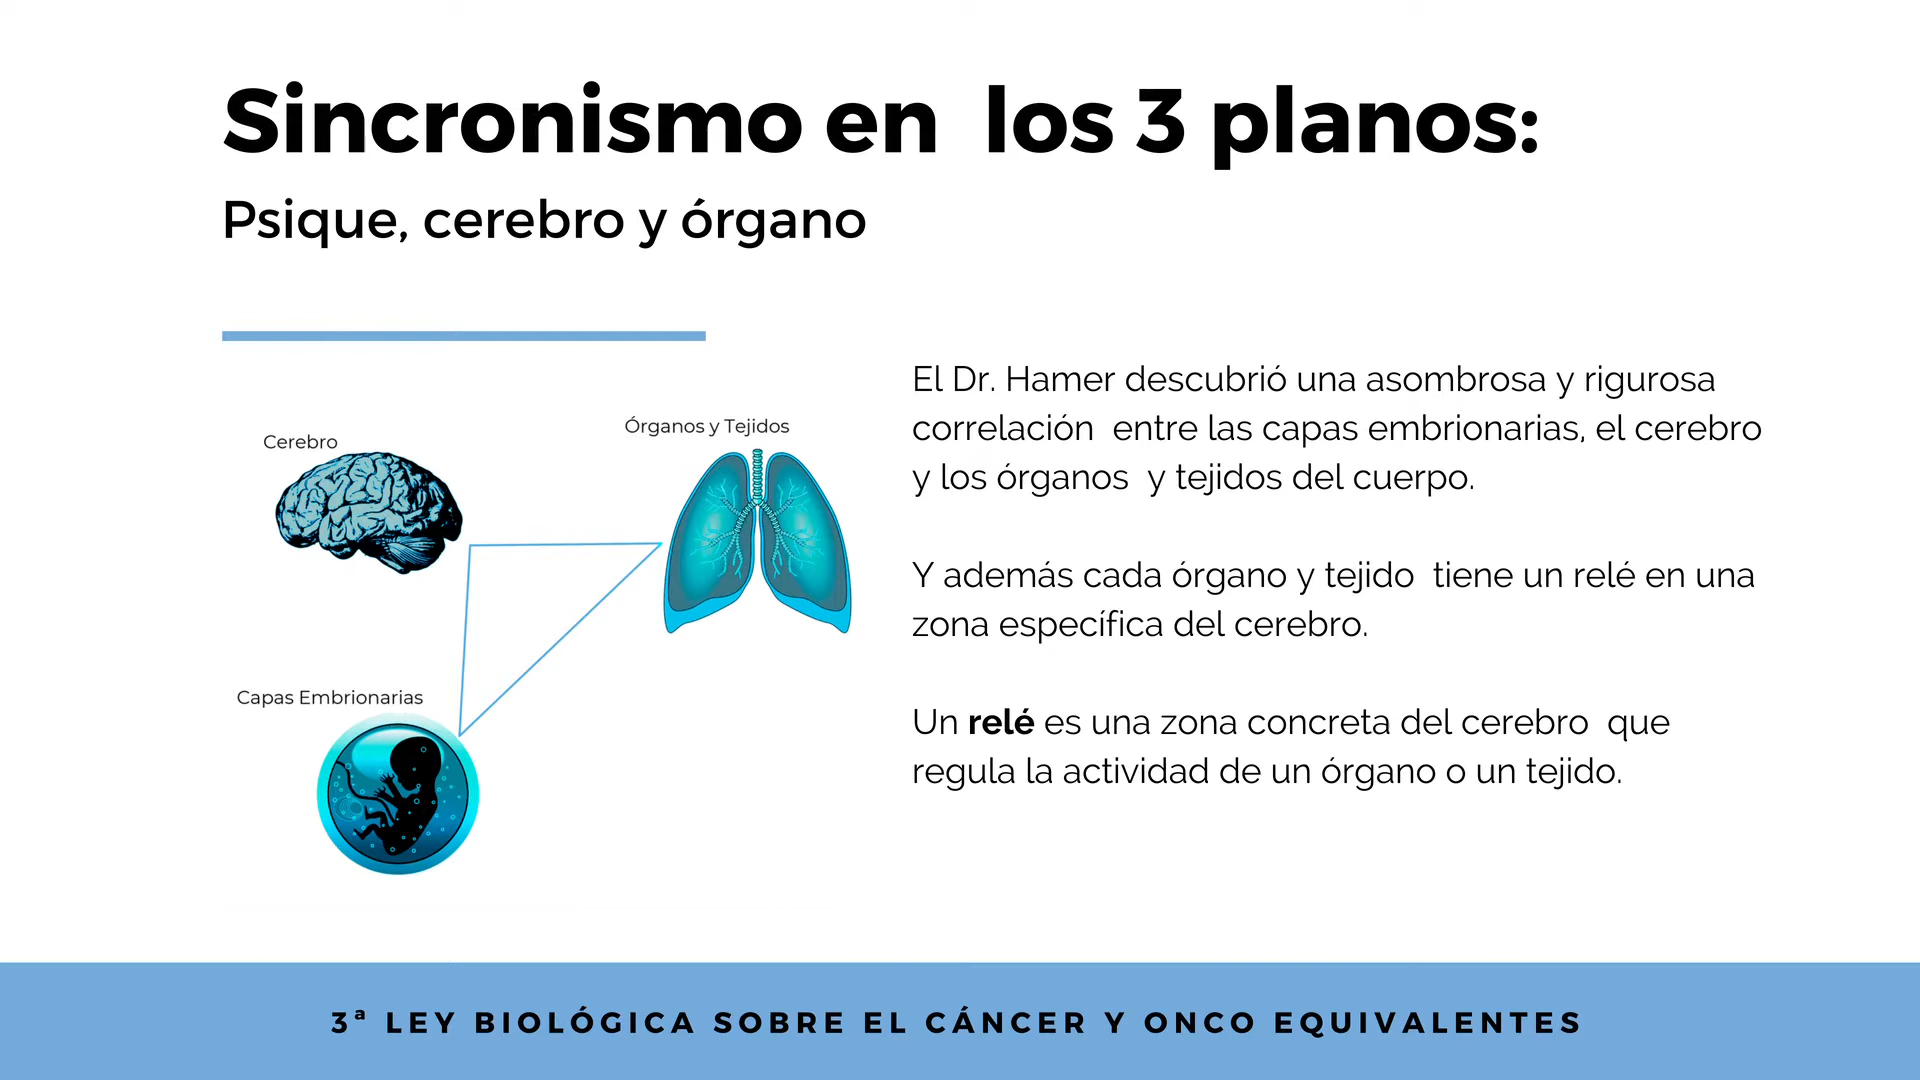 Sincronismo en los 3 planos:
Psique, cerebro y órgano
Cerebro
Órganos y Tejidos
Capas Embrionarias
El Dr. Hamer descubrió una asombrosa y rigurosa
correlación entre las capas embrionarias, el cerebro
y los órganos y tejidos del cuerpo.
Y además cada órgano y tejido tiene un relé en una
zona específica del cerebro.
Un relé es una zona concreta del cerebro que
regula la actividad de un órgano o un tejido.
3ª LEY BIOLÓGICA SOBRE EL CÁNCER Y ONCO EQUIVALENTES